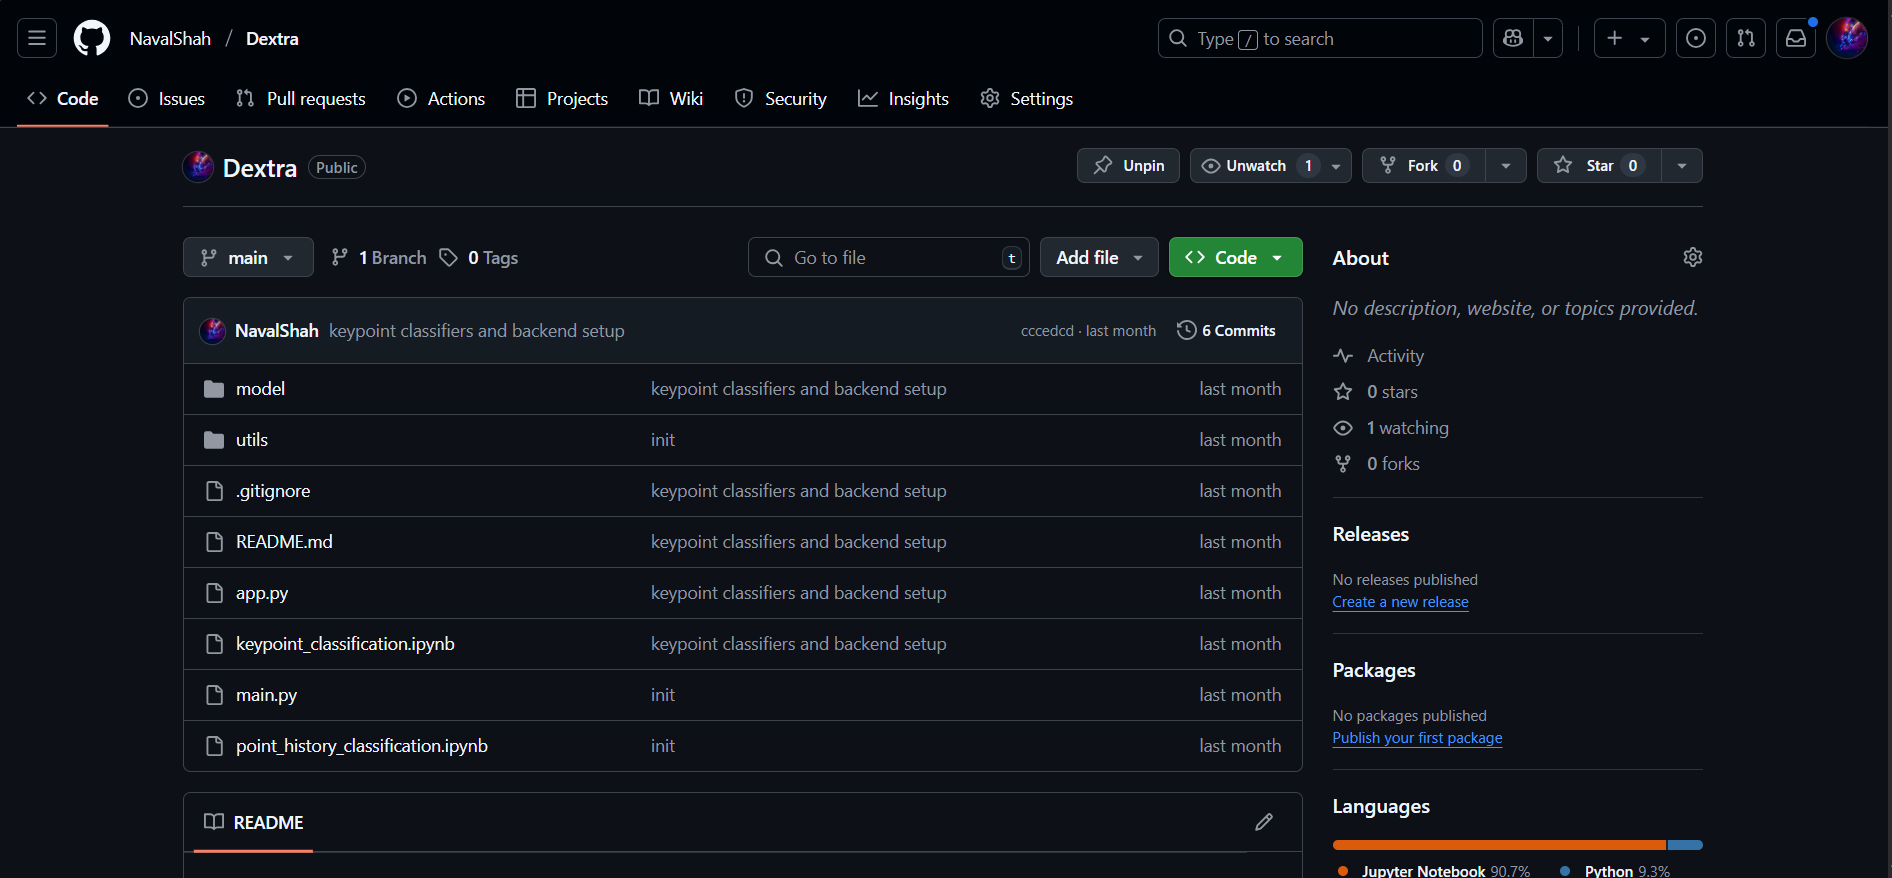 NavalShah / Dextra
Type / to search
Code Issues Pull requests Actions Projects Wiki Security Insights Settings
Dextra Public
Unpin Unwatch 1 Fork 0 Star 0
main 1 Branch 0 Tags Go to file t Add file Code
NavalShah keypoint classifiers and backend setup cccedcd · last month 6 Commits
model keypoint classifiers and backend setup last month
utils init last month
.gitignore keypoint classifiers and backend setup last month
README.md keypoint classifiers and backend setup last month
app.py keypoint classifiers and backend setup last month
keypoint_classification.ipynb keypoint classifiers and backend setup last month
main.py init last month
point_history_classification.ipynb init last month
README
About
No description, website, or topics provided.
Activity
0 stars
1 watching
0 forks
Releases
No releases published
Create a new release
Packages
No packages published
Publish your first package
Languages
Jupyter Notebook 90.7% Python 9.3%